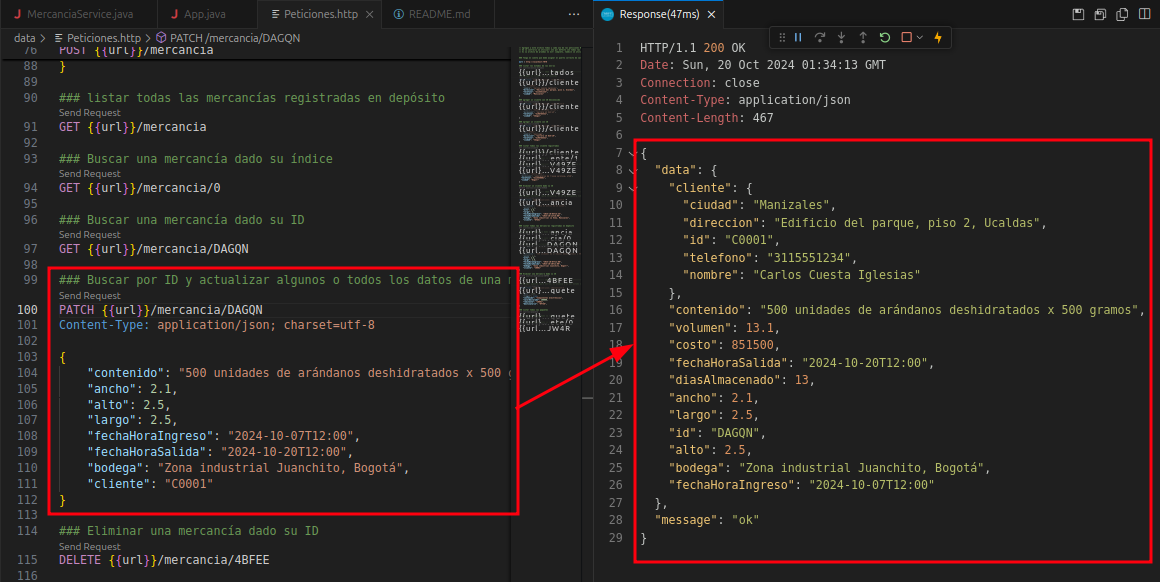 MercanciaService.java
App.java
Peticiones.http
README.md
Response(47ms)
data > Peticiones.http > PATCH /mercancia/DAGQN
76 POST {{url}}/mercancia
88 }
89
90 ### listar todas las mercancías registradas en depósito
Send Request
91 GET {{url}}/mercancia
92
93 ### Buscar una mercancía dado su índice
Send Request
94 GET {{url}}/mercancia/0
95
96 ### Buscar una mercancía dado su ID
Send Request
97 GET {{url}}/mercancia/DAGQN
98
99 ### Buscar por ID y actualizar algunos o todos los datos de una
Send Request
100 PATCH {{url}}/mercancia/DAGQN
101 Content-Type: application/json; charset=utf-8
102
103 {
104 "contenido": "500 unidades de arándanos deshidratados x 500
105 "ancho": 2.1,
106 "alto": 2.5,
107 "largo": 2.5,
108 "fechaHoraIngreso": "2024-10-07T12:00",
109 "fechaHoraSalida": "2024-10-20T12:00",
110 "bodega": "Zona industrial Juanchito, Bogotá",
111 "cliente": "C0001"
112 }
113
114 ### Eliminar una mercancía dado su ID
Send Request
115 DELETE {{url}}/mercancia/4BFEE
116
1 HTTP/1.1 200 OK
2 Date: Sun, 20 Oct 2024 01:34:13 GMT
3 Connection: close
4 Content-Type: application/json
5 Content-Length: 467
6
7 {
8 "data": {
9 "cliente": {
10 "ciudad": "Manizales",
11 "direccion": "Edificio del parque, piso 2, Ucaldas",
12 "id": "C0001",
13 "telefono": "3115551234",
14 "nombre": "Carlos Cuesta Iglesias"
15 },
16 "contenido": "500 unidades de arándanos deshidratados x 500 gramos",
17 "volumen": 13.1,
18 "costo": 851500,
19 "fechaHoraSalida": "2024-10-20T12:00",
20 "diasAlmacenado": 13,
21 "ancho": 2.1,
22 "largo": 2.5,
23 "id": "DAGQN",
24 "alto": 2.5,
25 "bodega": "Zona industrial Juanchito, Bogotá",
26 "fechaHoraIngreso": "2024-10-07T12:00"
27 },
28 "message": "ok"
29 }